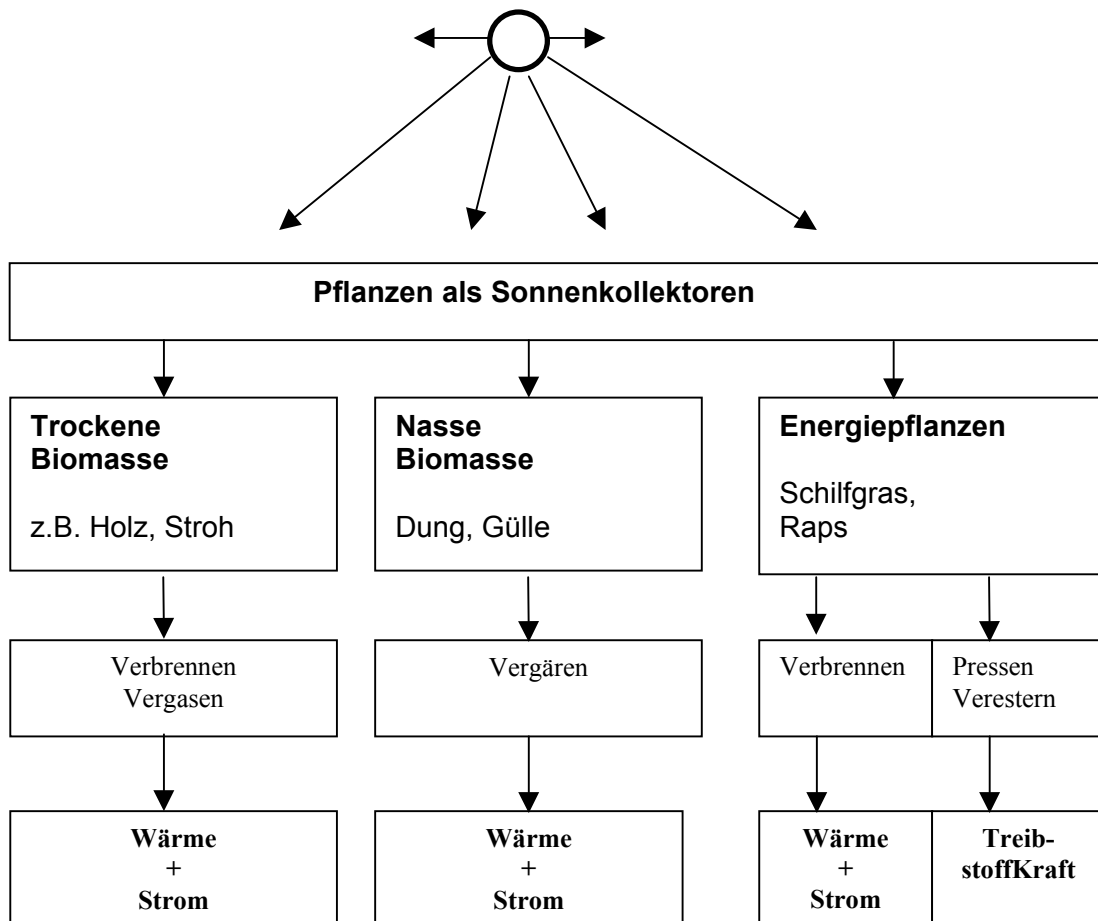 Pflanzen als Sonnenkollektoren
Trockene
Biomasse
z.B. Holz, Stroh
Nasse
Biomasse
Dung, Gülle
Energiepflanzen
Schilfgras,
Raps
Verbrennen
Vergasen
Vergären
Verbrennen
Pressen
Verestern
Wärme
+
Strom
Wärme
+
Strom
Wärme
+
Strom
Treib-
stoffKraft